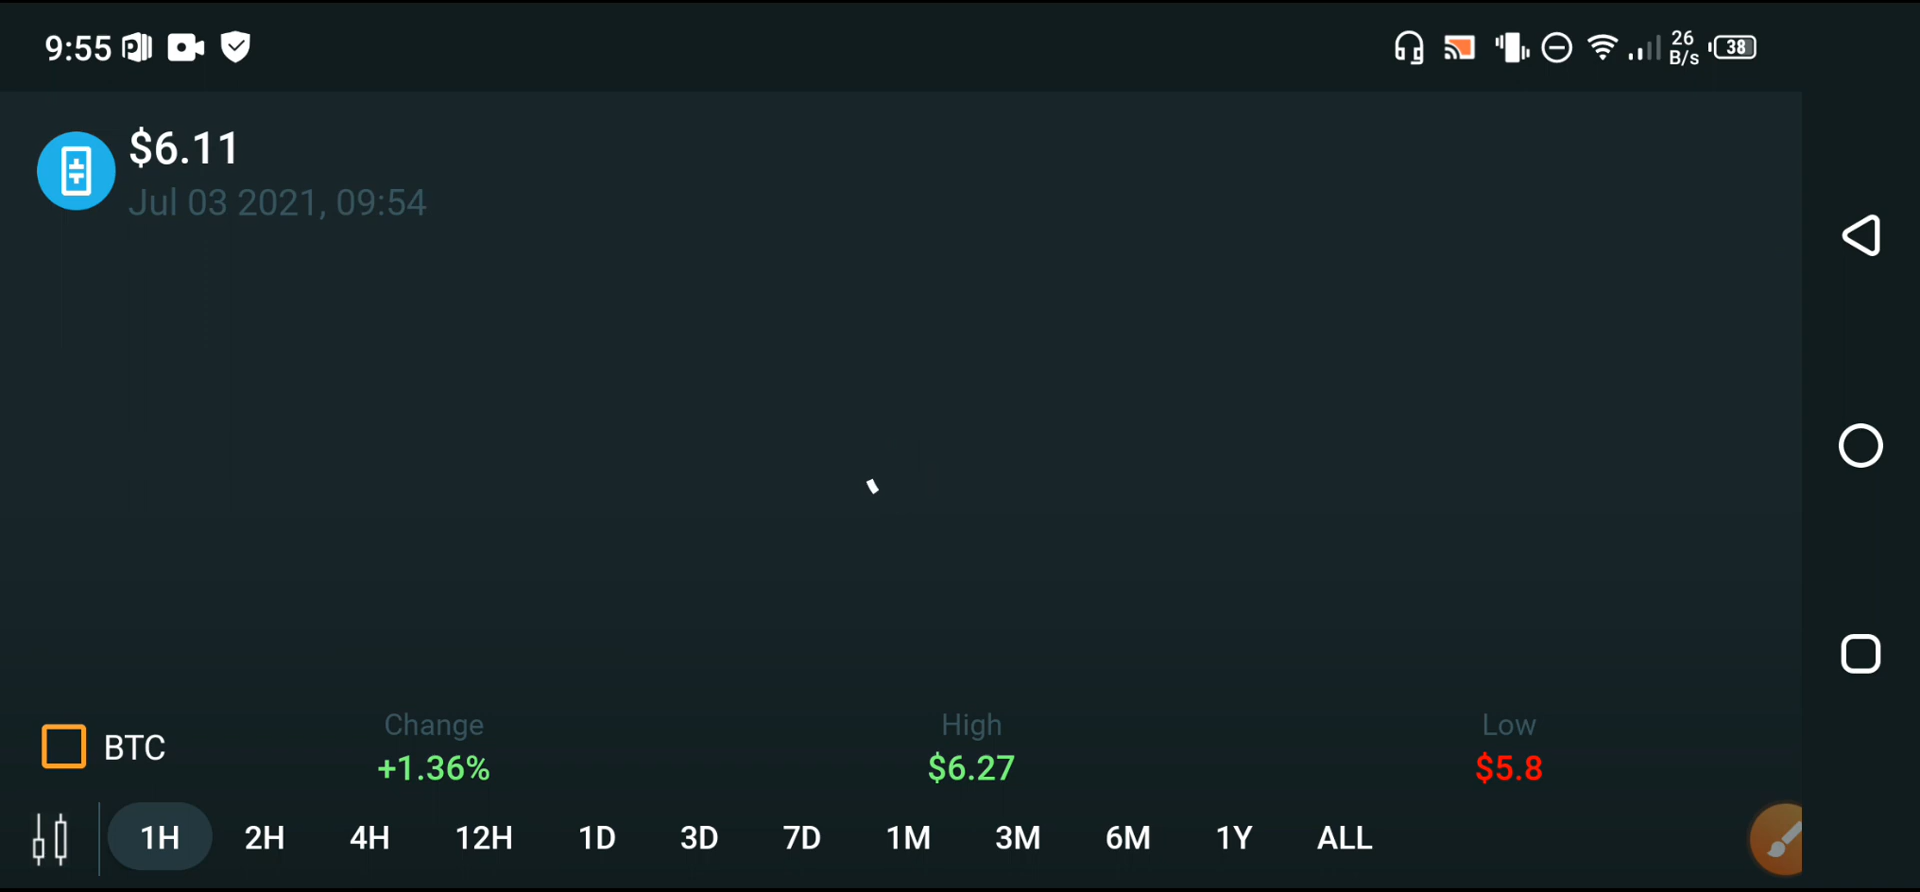 9:55
26
B/s
38
$6.11
Jul 03 2021, 09:54
BTC
Change
+1.36%
High
$6.27
Low
$5.8
1H 2H 4H 12H 1D 3D 7D 1M 3M 6M 1Y ALL